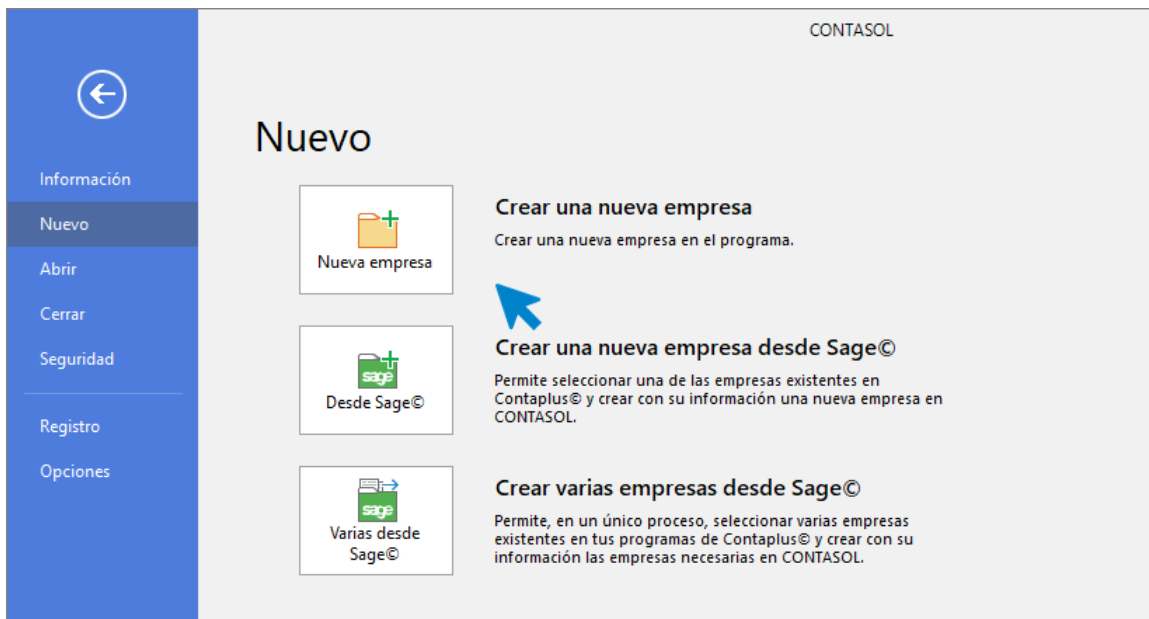 CONTASOL
Información
Nuevo
Abrir
Cerrar
Seguridad
Registro
Opciones
Nuevo
Nueva empresa
Crear una nueva empresa
Crear una nueva empresa en el programa.
sage
Desde Sage©
Crear una nueva empresa desde Sage©
Permite seleccionar una de las empresas existentes en
Contaplus© y crear con su información una nueva empresa en
CONTASOL.
sage
Varias desde
Sage©
Crear varias empresas desde Sage©
Permite, en un único proceso, seleccionar varias empresas
existentes en tus programas de Contaplus© y crear con su
información las empresas necesarias en CONTASOL.